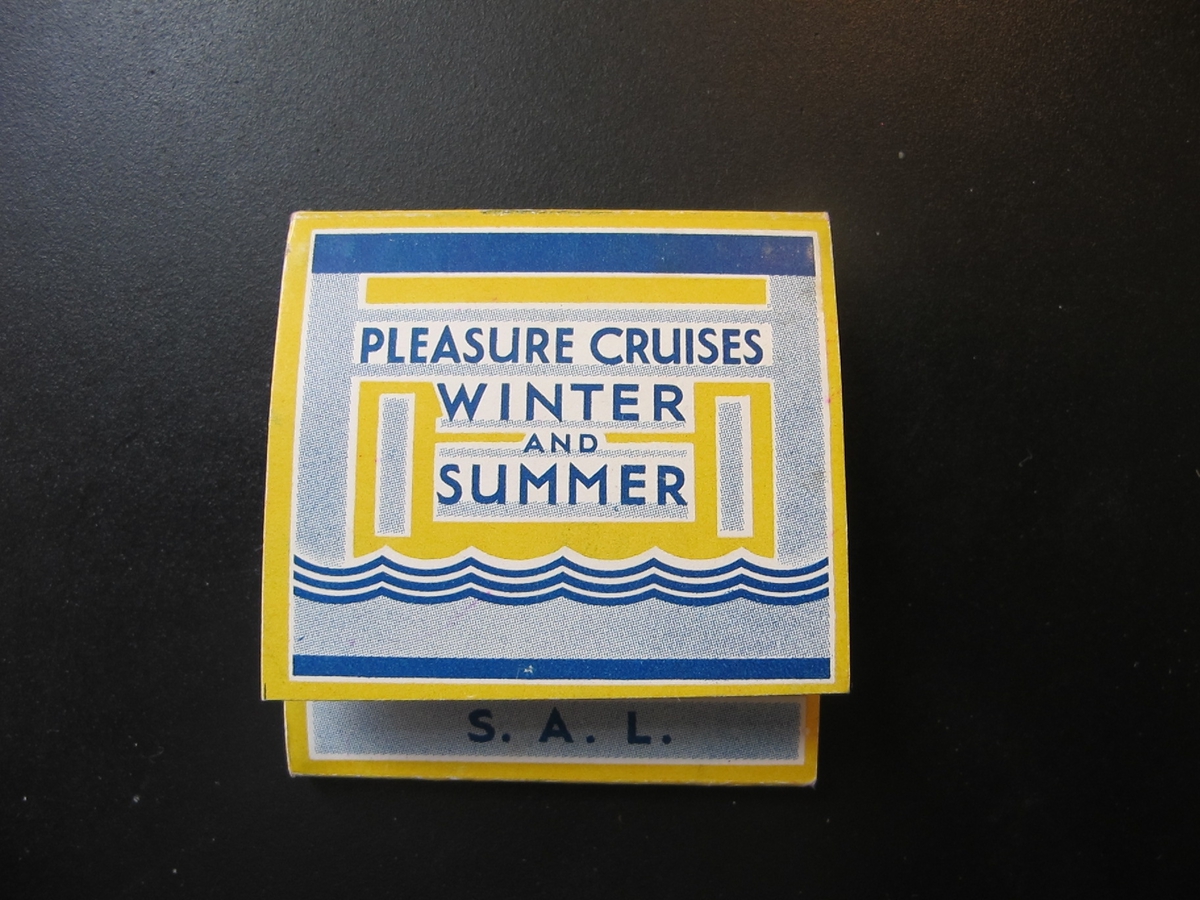 PLEASURE CRUISES
WINTER
AND
SUMMER
S. A. L.